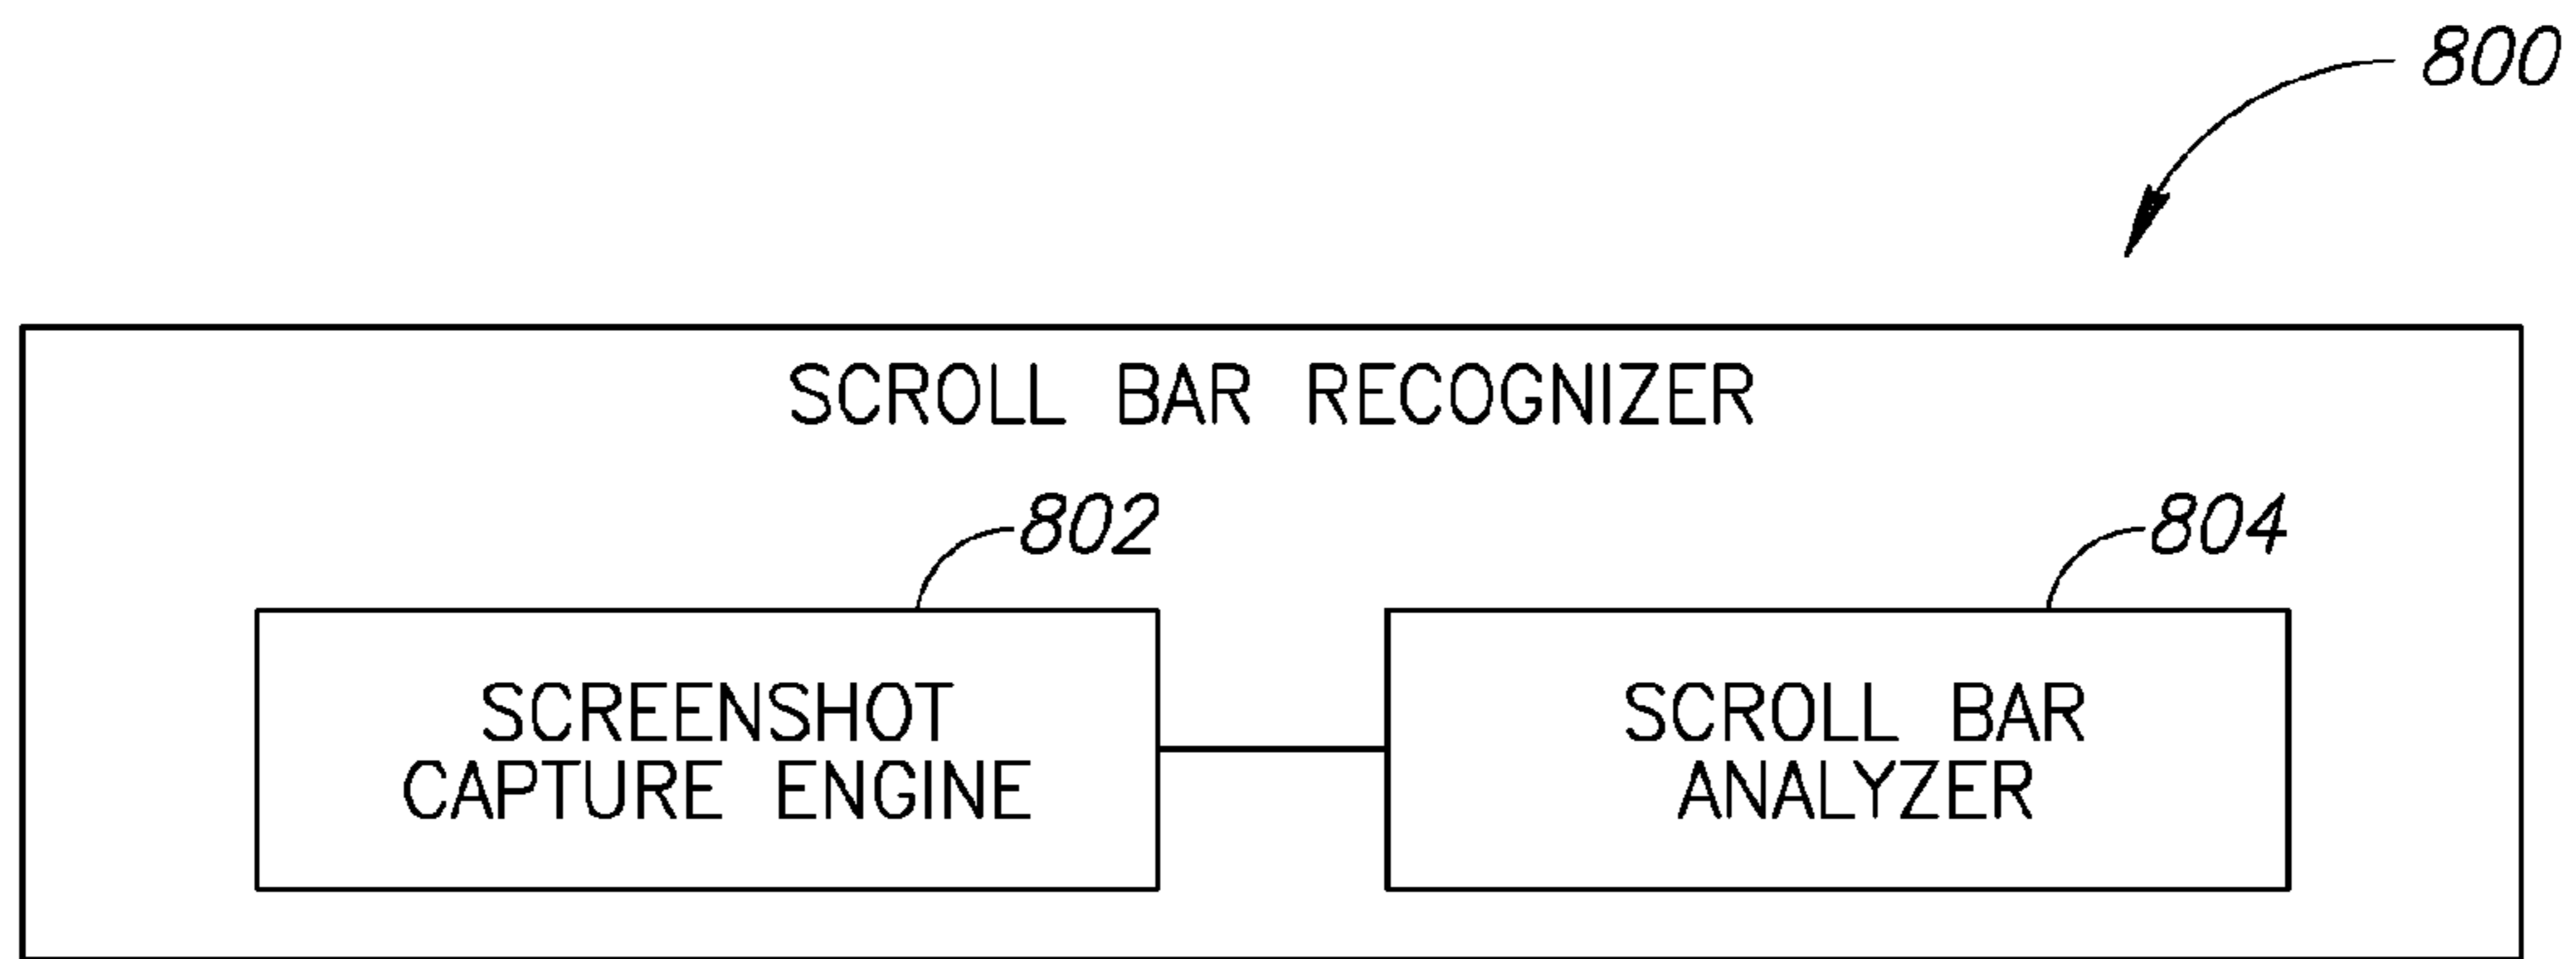 800
SCROLL BAR RECOGNIZER
802
804
SCREENSHOT
CAPTURE ENGINE
SCROLL BAR
ANALYZER